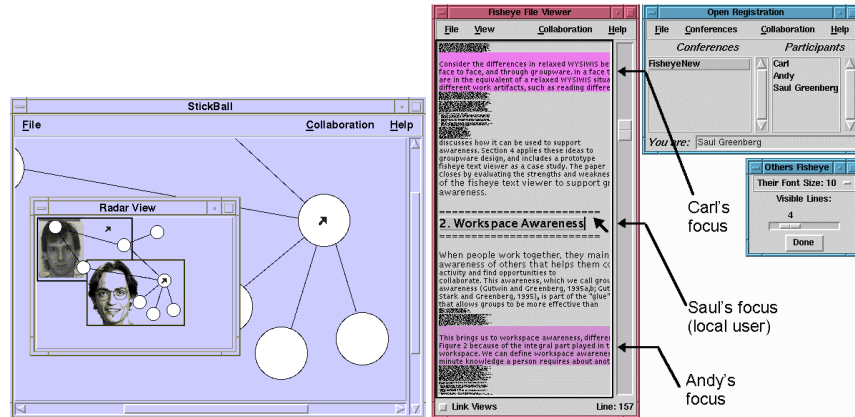 StickBall
File
Collaboration
Help
Radar View
Fisheye File Viewer
File
View
Collaboration
Help
Consider the differences in relaxed WYSIWIS be
face to face, and through groupware. In a face t
are in the equivalent of a relaxed WYSIWIS situa
different work artifacts, such as reading differe
discusses how it can be used to support
awareness. Section 4 applies these ideas to
groupware design, and includes a prototype
fisheye text viewer as a case study. The paper
closes by evaluating the strengths and weaknes
of the fisheye text viewer to support gr
awareness.
2. Workspace Awareness
When people work together, they main
awareness of others that helps them co
activity and find opportunities to
collaborate. This awareness, which we call grou
awareness (Gutwin and Greenberg, 1995a,b; Gut
Stark and Greenberg, 1995), is part of the "glue"
that allows groups to be more effective than
This brings us to workspace awareness, differen
Figure 2 because of the integral part played in t
workspace. We can define workspace awarenes
minute knowledge a person requires about anot
Link Views
Line: 157
Open Registration
File
Conferences
Collaboration
Help
Conferences
Participants
FisheyeNew
Carl
Andy
Saul Greenberg
You are: Saul Greenberg
Others Fisheye
Their Font Size: 10
Visible Lines:
4
Done
Carl's
focus
Saul's focus
(local user)
Andy's
focus